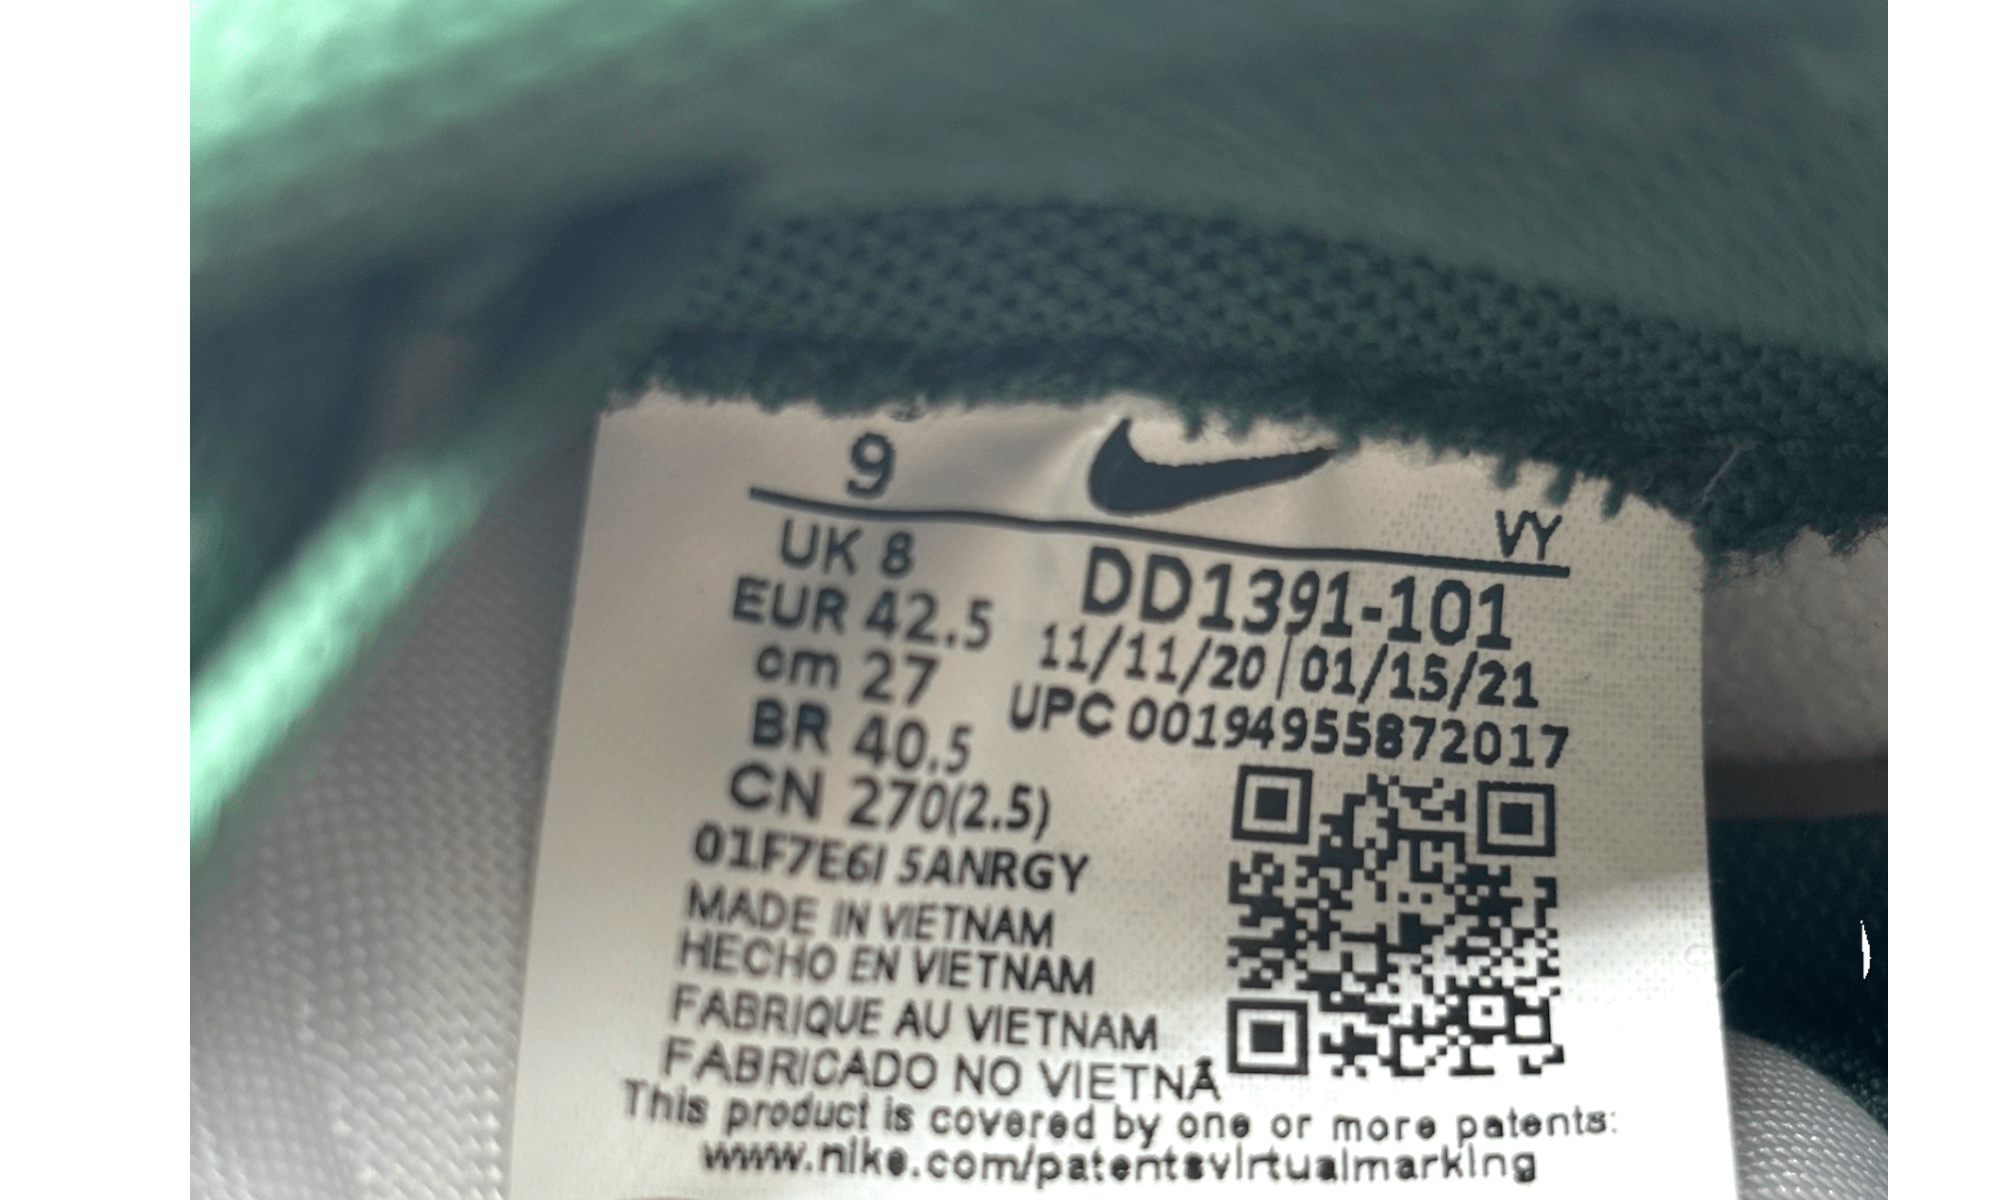 9
VY
UK 8
EUR 42.5
cm 27
BR 40.5
CN 270(2.5)
DD1391-101
11/11/20 | 01/15/21
UPC 00194955872017
01F7E6I 5ANRGY
MADE IN VIETNAM
HECHO EN VIETNAM
FABRIQUE AU VIETNAM
FABRICADO NO VIETNÃ
This product is covered by one or more patents:
www.nike.com/patentsvirtualmarking